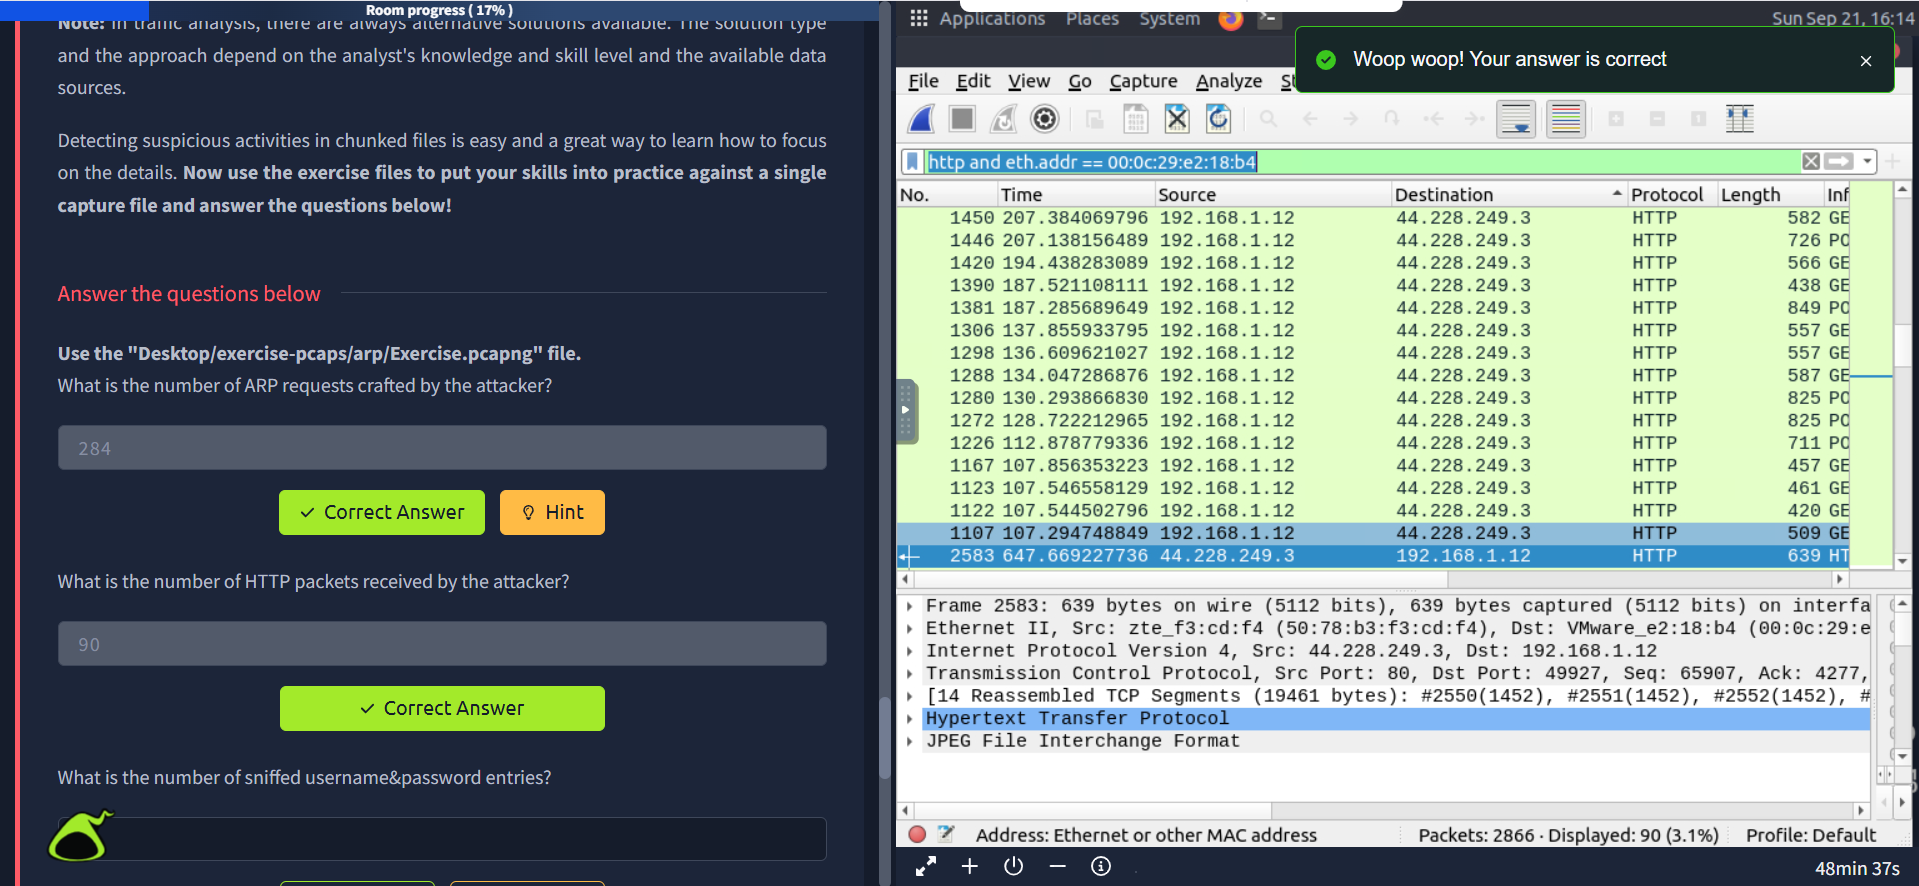 Room progress ( 17% )
Note: In traffic analysis, there are always alternative solutions available. The solution type
and the approach depend on the analyst's knowledge and skill level and the available data
sources.
Detecting suspicious activities in chunked files is easy and a great way to learn how to focus
on the details. Now use the exercise files to put your skills into practice against a single
capture file and answer the questions below!
Answer the questions below
Use the "Desktop/exercise-pcaps/arp/Exercise.pcapng" file.
What is the number of ARP requests crafted by the attacker?
284
Correct Answer
Hint
What is the number of HTTP packets received by the attacker?
90
Correct Answer
What is the number of sniffed username&password entries?
Applications Places System Sun Sep 21, 16:14
Woop woop! Your answer is correct
File Edit View Go Capture Analyze St
http and eth.addr == 00:0c:29:e2:18:b4
No. Time Source Destination Protocol Length Inf
1450 207.384069796 192.168.1.12 44.228.249.3 HTTP 582 GE
1446 207.138156489 192.168.1.12 44.228.249.3 HTTP 726 PO
1420 194.438283089 192.168.1.12 44.228.249.3 HTTP 566 GE
1390 187.521108111 192.168.1.12 44.228.249.3 HTTP 438 GE
1381 187.285689649 192.168.1.12 44.228.249.3 HTTP 849 PO
1306 137.855933795 192.168.1.12 44.228.249.3 HTTP 557 GE
1298 136.609621027 192.168.1.12 44.228.249.3 HTTP 557 GE
1288 134.047286876 192.168.1.12 44.228.249.3 HTTP 587 GE
1280 130.293866830 192.168.1.12 44.228.249.3 HTTP 825 PO
1272 128.722212965 192.168.1.12 44.228.249.3 HTTP 825 PO
1226 112.878779336 192.168.1.12 44.228.249.3 HTTP 711 PO
1167 107.856353223 192.168.1.12 44.228.249.3 HTTP 457 GE
1123 107.546558129 192.168.1.12 44.228.249.3 HTTP 461 GE
1122 107.544502796 192.168.1.12 44.228.249.3 HTTP 420 GE
1107 107.294748849 192.168.1.12 44.228.249.3 HTTP 509 GE
2583 647.669227736 44.228.249.3 192.168.1.12 HTTP 639 HT
Frame 2583: 639 bytes on wire (5112 bits), 639 bytes captured (5112 bits) on interfa
Ethernet II, Src: zte_f3:cd:f4 (50:78:b3:f3:cd:f4), Dst: VMware_e2:18:b4 (00:0c:29:e
Internet Protocol Version 4, Src: 44.228.249.3, Dst: 192.168.1.12
Transmission Control Protocol, Src Port: 80, Dst Port: 49927, Seq: 65907, Ack: 4277,
[14 Reassembled TCP Segments (19461 bytes): #2550(1452), #2551(1452), #2552(1452), #
Hypertext Transfer Protocol
JPEG File Interchange Format
Address: Ethernet or other MAC address Packets: 2866 · Displayed: 90 (3.1%) Profile: Default
48min 37s